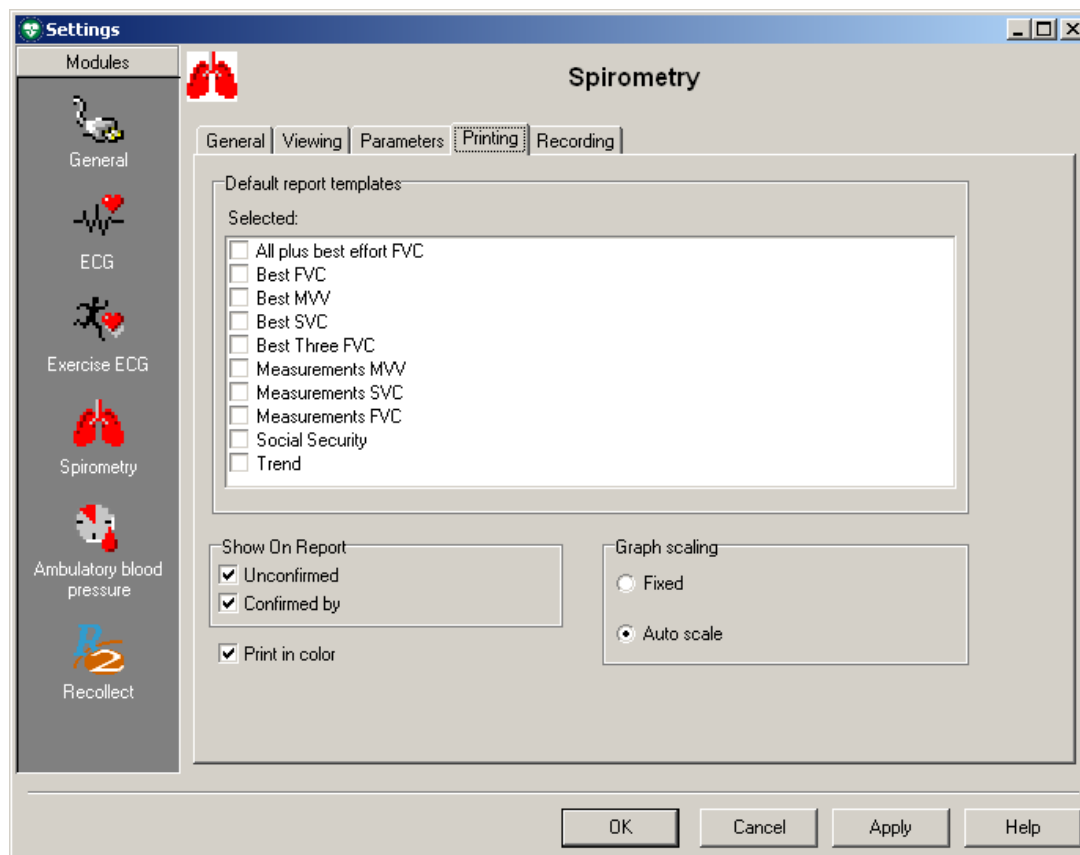 Settings
Modules
General
ECG
Exercise ECG
Spirometry
Ambulatory blood
pressure
R2
Recollect
Spirometry
General Viewing Parameters Printing Recording
Default report templates
Selected:
All plus best effort FVC
Best FVC
Best MVV
Best SVC
Best Three FVC
Measurements MVV
Measurements SVC
Measurements FVC
Social Security
Trend
Show On Report
Unconfirmed
Confirmed by
Print in color
Graph scaling
Fixed
Auto scale
OK Cancel Apply Help